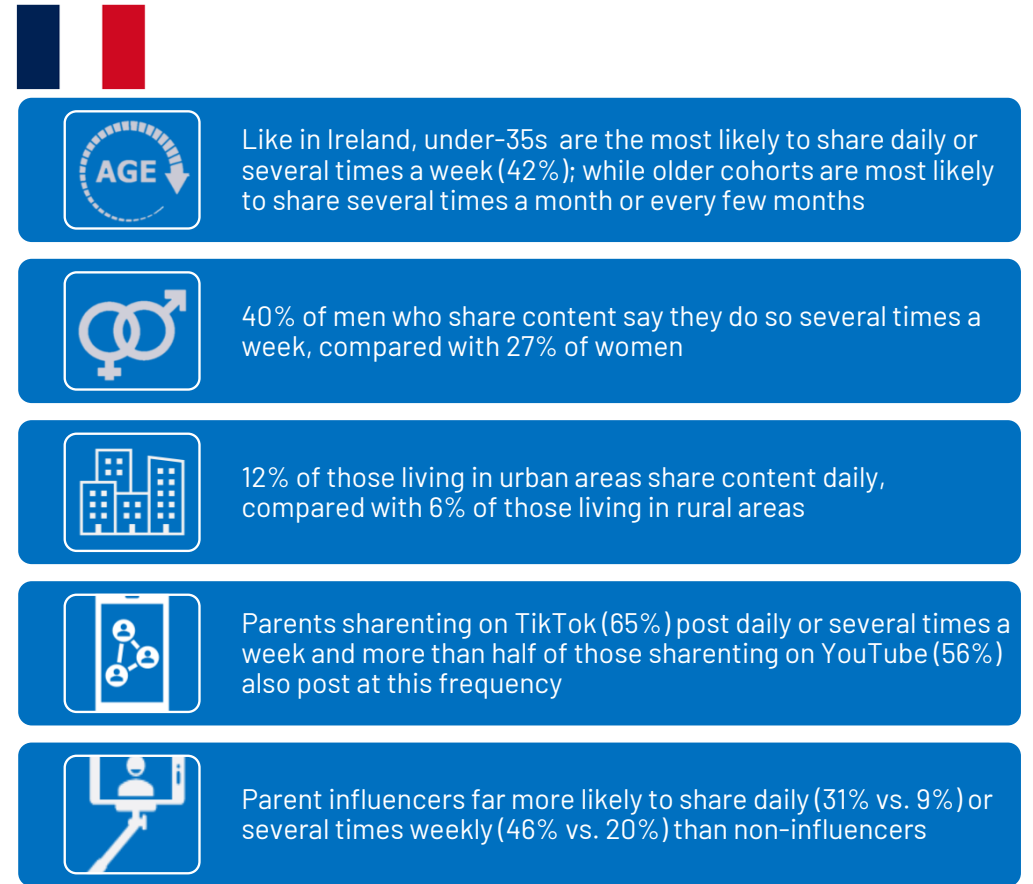 AGE
Like in Ireland, under-35s are the most likely to share daily or
several times a week (42%); while older cohorts are most likely
to share several times a month or every few months
40% of men who share content say they do so several times a
week, compared with 27% of women
12% of those living in urban areas share content daily,
compared with 6% of those living in rural areas
Parents sharenting on TikTok (65%) post daily or several times a
week and more than half of those sharenting on YouTube (56%)
also post at this frequency
Parent influencers far more likely to share daily (31% vs. 9%) or
several times weekly (46% vs. 20%) than non-influencers